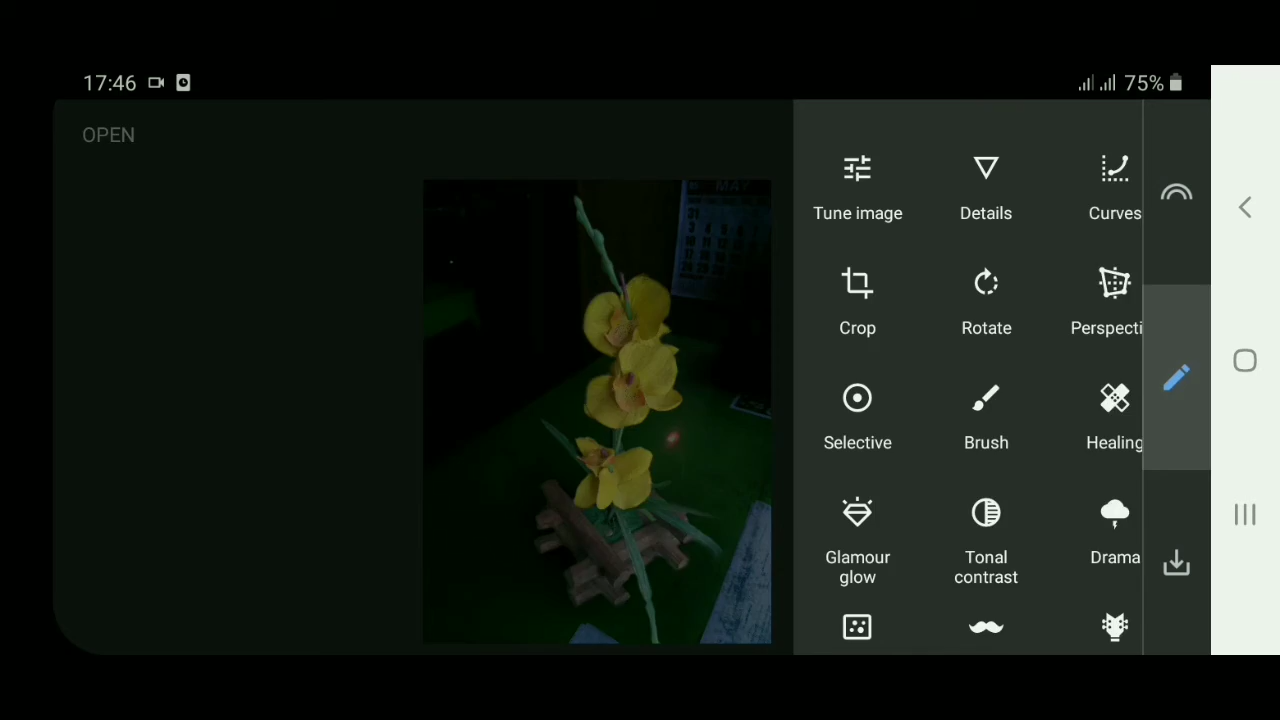 17:46
75%
OPEN
MAY
Tune image
Details
Curves
Crop
Rotate
Perspecti
Selective
Brush
Healing
Glamour
glow
Tonal
contrast
Drama